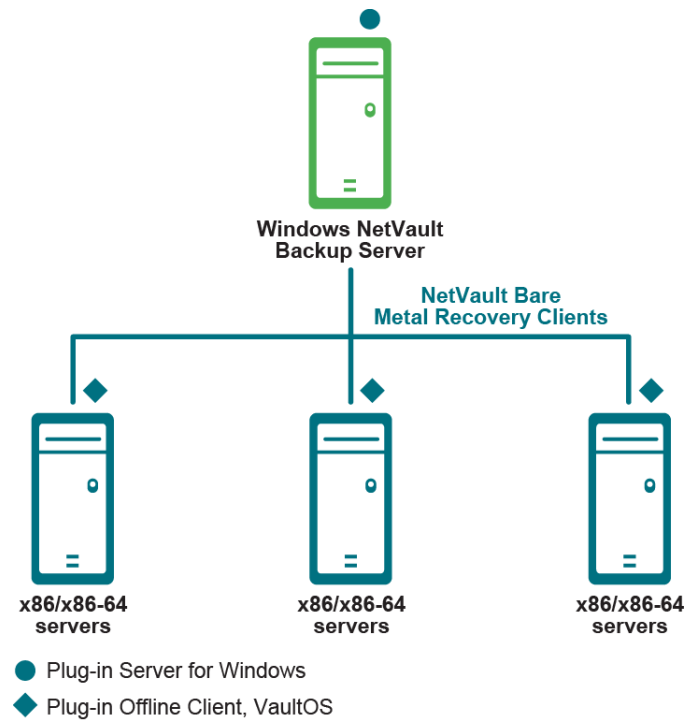 Windows NetVault
Backup Server
NetVault Bare
Metal Recovery Clients
x86/x86-64
servers
x86/x86-64
servers
x86/x86-64
servers
Plug-in Server for Windows
Plug-in Offline Client, VaultOS